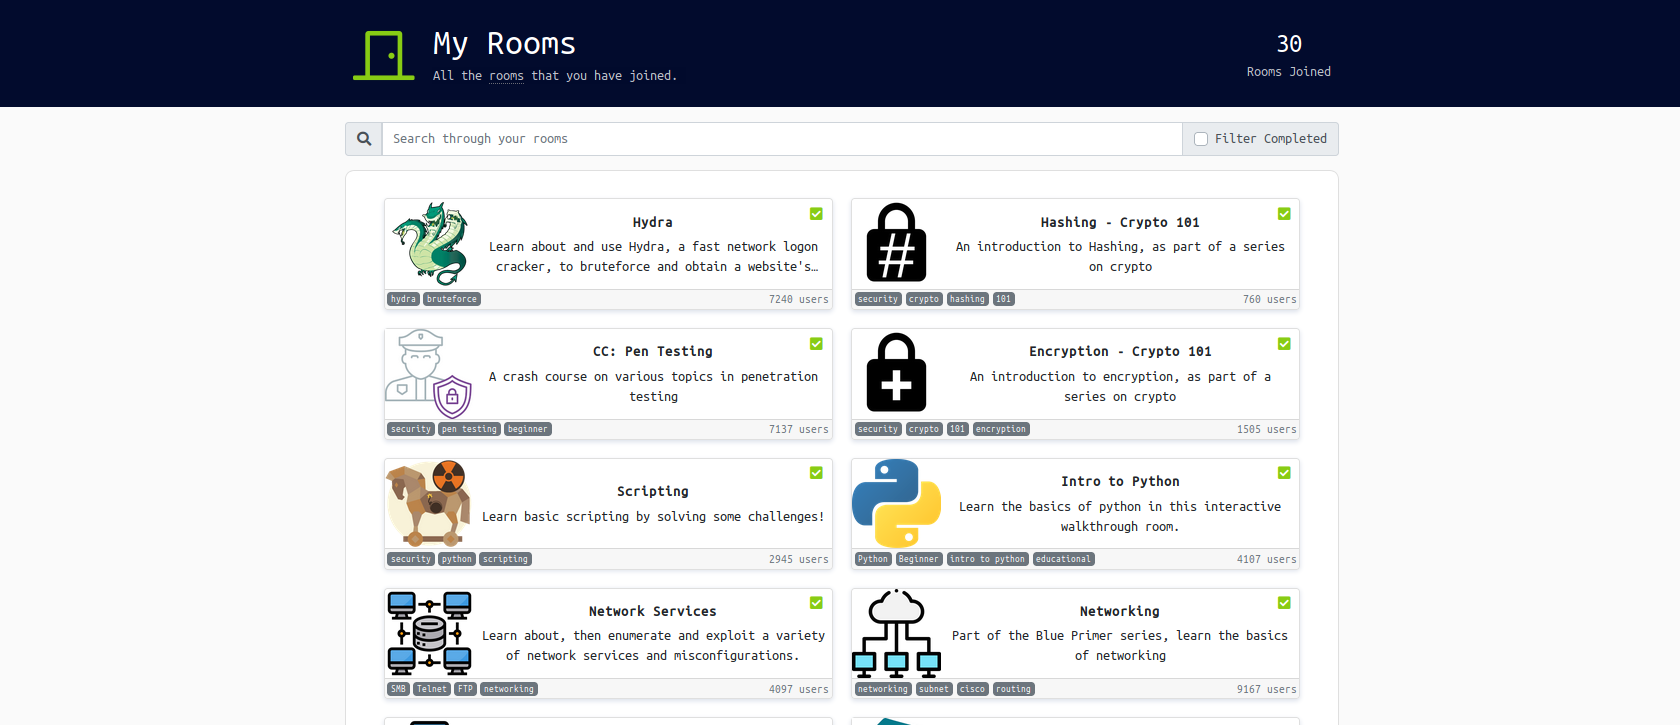 My Rooms
All the rooms that you have joined.
30
Rooms Joined
Search through your rooms
Filter Completed
Hydra
Learn about and use Hydra, a fast network logon
cracker, to bruteforce and obtain a website's…
hydra bruteforce
7240 users
Hashing - Crypto 101
An introduction to Hashing, as part of a series
on crypto
security crypto hashing 101
760 users
CC: Pen Testing
A crash course on various topics in penetration
testing
security pen testing beginner
7137 users
Encryption - Crypto 101
An introduction to encryption, as part of a
series on crypto
security crypto 101 encryption
1505 users
Scripting
Learn basic scripting by solving some challenges!
security python scripting
2945 users
Intro to Python
Learn the basics of python in this interactive
walkthrough room.
Python Beginner intro to python educational
4107 users
Network Services
Learn about, then enumerate and exploit a variety
of network services and misconfigurations.
SMB Telnet FTP networking
4097 users
Networking
Part of the Blue Primer series, learn the basics
of networking
networking subnet cisco routing
9167 users